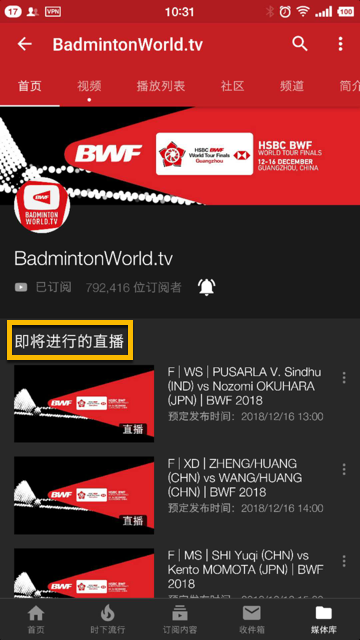 17 VPN 10:31 100
BadmintonWorld.tv
首页 视频 播放列表 社区 频道 简介
BWF
HSBC BWF
World Tour Finals
Guangzhou
HSBC BWF
WORLD TOUR FINALS
12-16 DECEMBER
GUANGZHOU, CHINA
BWF
BADMINTON
WORLD.TV
BadmintonWorld.tv
已订阅 792,416 位订阅者
即将进行的直播
BWF
直播
F | WS | PUSARLA V. Sindhu
(IND) vs Nozomi OKUHARA
(JPN) | BWF 2018
预定发布时间：2018/12/16 13:00
BWF
直播
F | XD | ZHENG/HUANG
(CHN) vs WANG/HUANG
(CHN) | BWF 2018
预定发布时间：2018/12/16 14:00
BWF
F | MS | SHI Yuqi (CHN) vs
Kento MOMOTA (JPN) | BWF
首页 时下流行 订阅内容 收件箱 媒体库